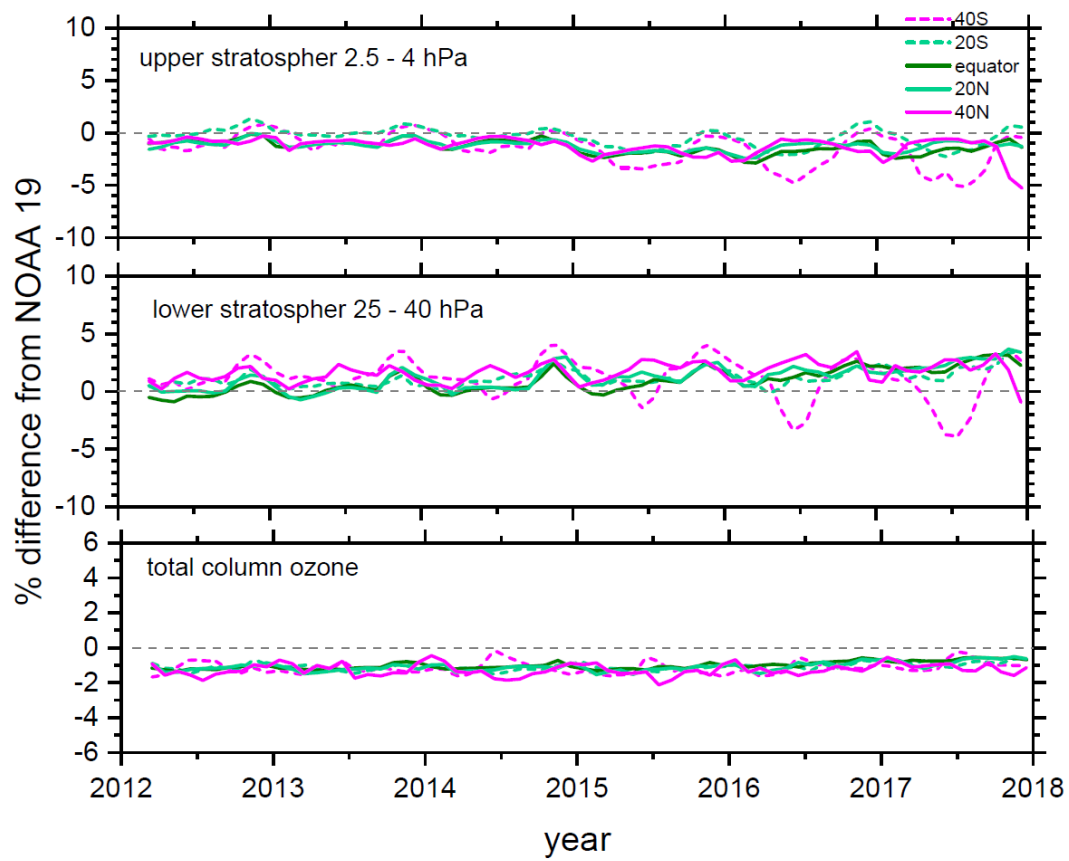 % difference from NOAA 19
10
5
0
-5
-10
upper stratospher 2.5 - 4 hPa
40S
20S
equator
20N
40N
10
5
0
-5
-10
lower stratospher 25 - 40 hPa
6
4
2
0
-2
-4
-6
total column ozone
2012 2013 2014 2015 2016 2017 2018
year